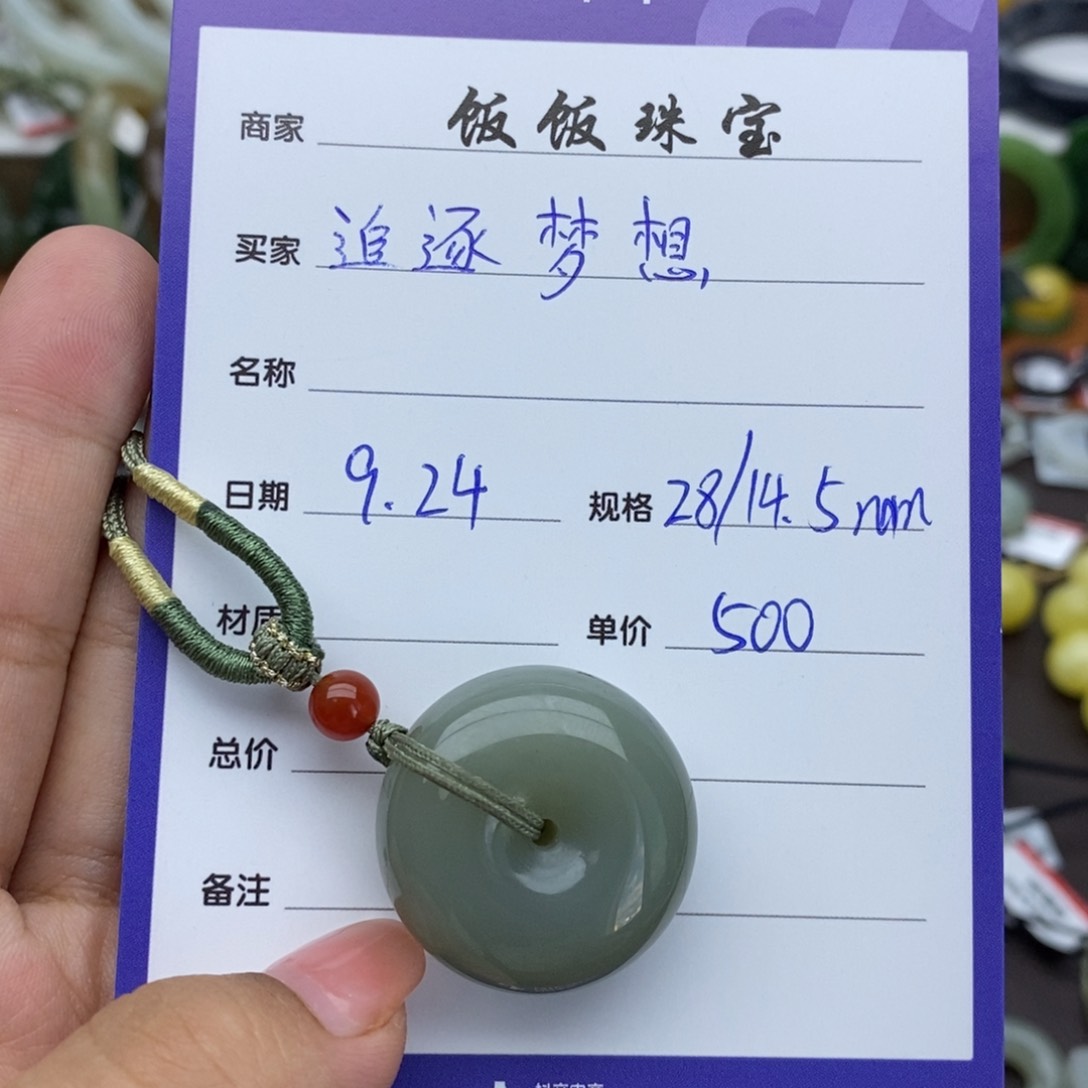 商家 饭饭珠宝
买家 追逐梦想
名称
日期 9.24 规格 28/14.5mm
材质 单价 500
总价
备注